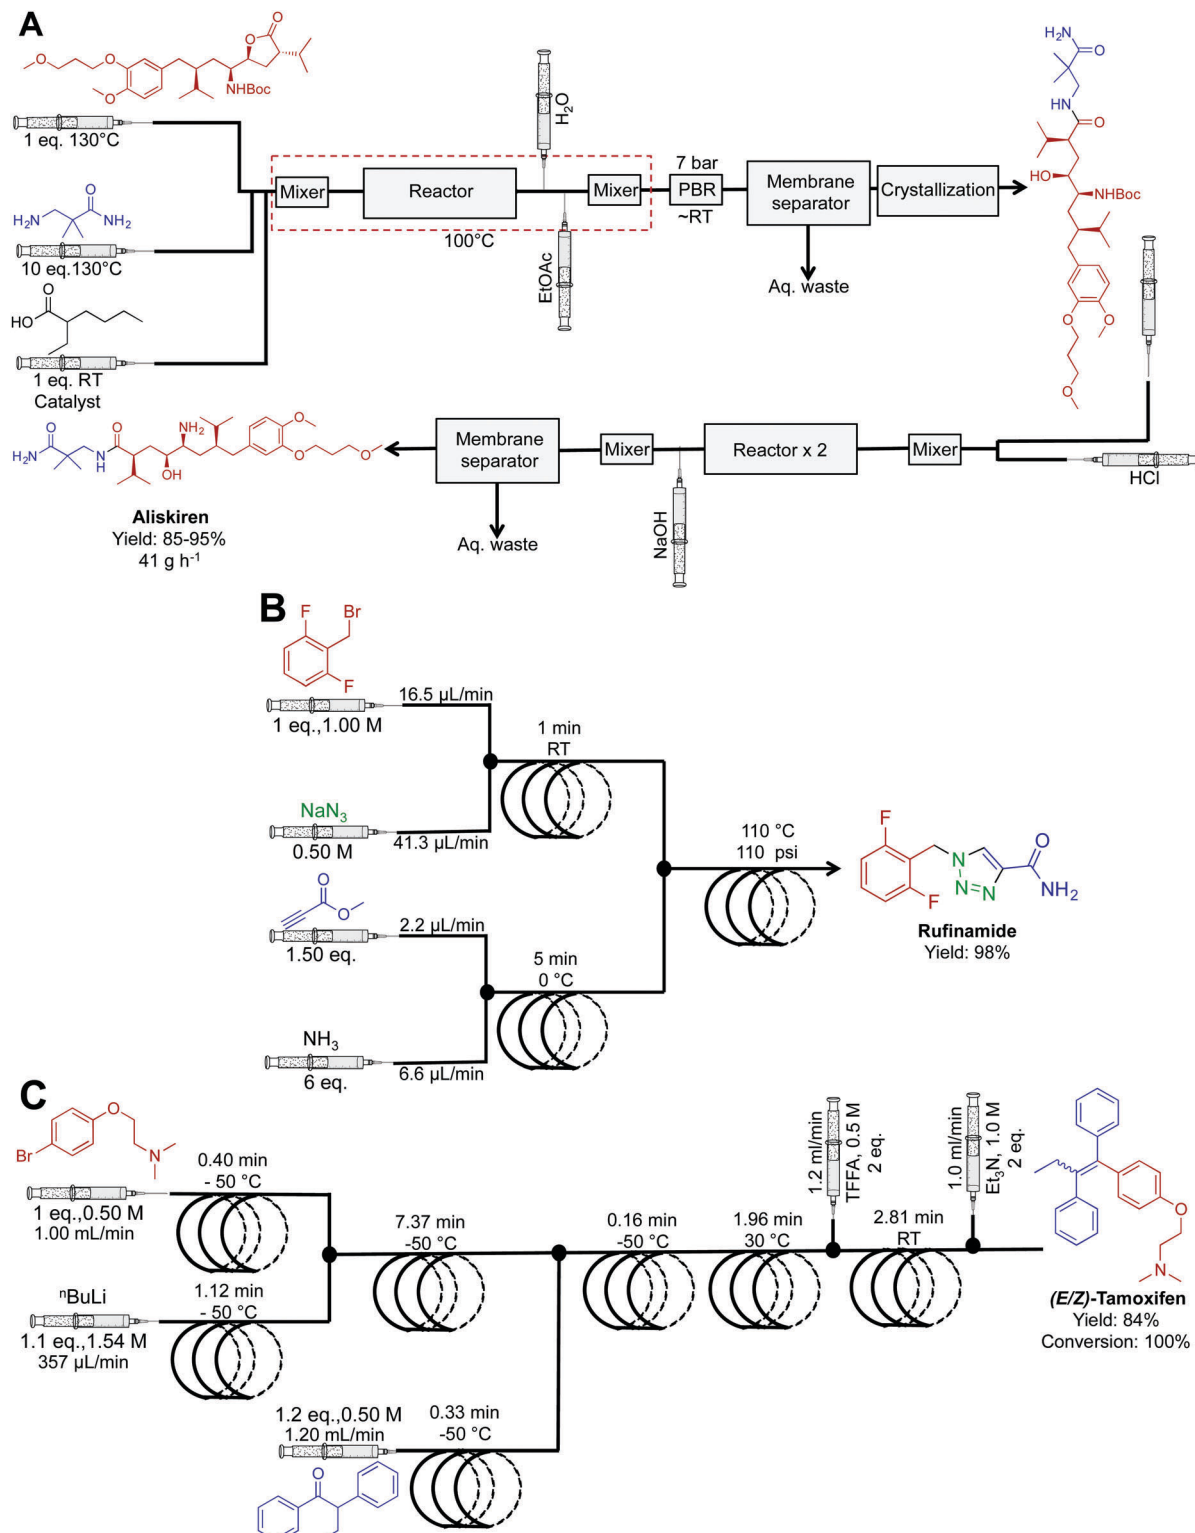 A
O
O
O
O
O
O
NHBoc
1 eq. 130°C
H₂N
O
NH₂
10 eq.130°C
O
HO
1 eq. RT
Catalyst
Mixer
Reactor
H₂O
EtOAc
Mixer
100°C
7 bar
PBR
~RT
Membrane
separator
Aq. waste
Crystallization
H₂N
O
NH
O
HO
NHBoc
O
O
O
HCl
Mixer
Reactor x 2
NaOH
Mixer
Membrane
separator
Aq. waste
O
H₂N
N
H
O
OH
NH₂
O
O
O
Aliskiren
Yield: 85-95%
41 g h⁻¹
B
F
Br
F
1 eq.,1.00 M
16.5 µL/min
1 min
RT
NaN₃
0.50 M
41.3 µL/min
O
O
1.50 eq.
2.2 µL/min
5 min
0 °C
NH₃
6 eq.
6.6 µL/min
110 °C
110 psi
F
F
N
N
N
O
NH₂
Rufinamide
Yield: 98%
C
Br
O
N
1 eq.,0.50 M
1.00 mL/min
0.40 min
- 50 °C
ⁿBuLi
1.1 eq.,1.54 M
357 µL/min
1.12 min
- 50 °C
7.37 min
-50 °C
1.2 eq.,0.50 M
1.20 mL/min
0.33 min
-50 °C
O
0.16 min
-50 °C
1.96 min
30 °C
1.2 ml/min
TFFA, 0.5 M
2 eq.
2.81 min
RT
1.0 ml/min
Et₃N, 1.0 M
2 eq.
O
N
(E/Z)-Tamoxifen
Yield: 84%
Conversion: 100%